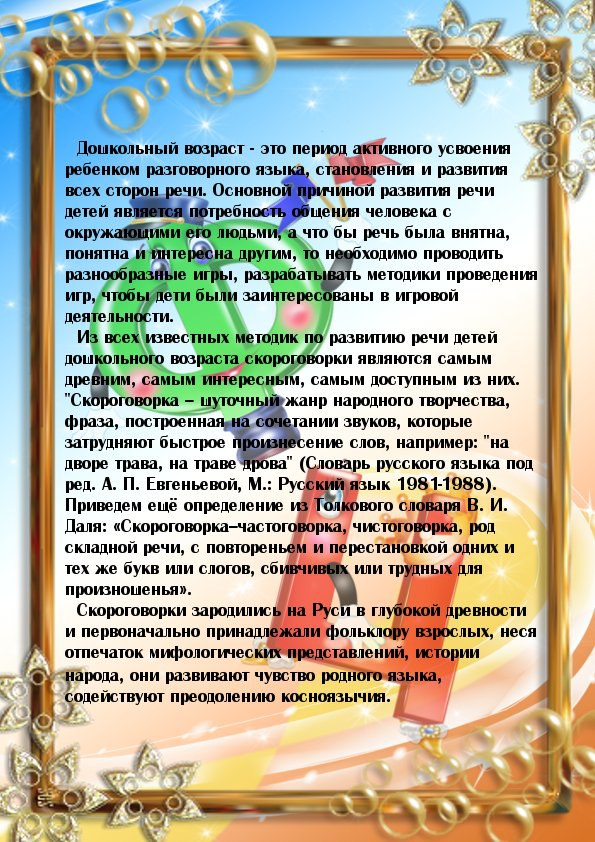 Дошкольный возраст - это период активного усвоения
ребенком разговорного языка, становления и развития
всех сторон речи. Основной причиной развития речи
детей является потребность общения человека с
окружающими его людьми, а что бы речь была внятна,
понятна и интересна другим, то необходимо проводить
разнообразные игры, разрабатывать методики проведения
игр, чтобы дети были заинтересованы в игровой
деятельности.
Из всех известных методик по развитию речи детей
дошкольного возраста скороговорки являются самым
древним, самым интересным, самым доступным из них.
"Скороговорка – шуточный жанр народного творчества,
фраза, построенная на сочетании звуков, которые
затрудняют быстрое произнесение слов, например: "на
дворе трава, на траве дрова" (Словарь русского языка под
ред. А. П. Евгеньевой, М.: Русский язык 1981-1988).
Приведем ещё определение из Толкового словаря В. И.
Даля: «Скороговорка–частоговорка, чистоговорка, род
складной речи, с повтореньем и перестановкой одних и
тех же букв или слогов, сбивчивых или трудных для
произношенья».
Скороговорки зародились на Руси в глубокой древности
и первоначально принадлежали фольклору взрослых, неся
отпечаток мифологических представлений, истории
народа, они развивают чувство родного языка,
содействуют преодолению косноязычия.